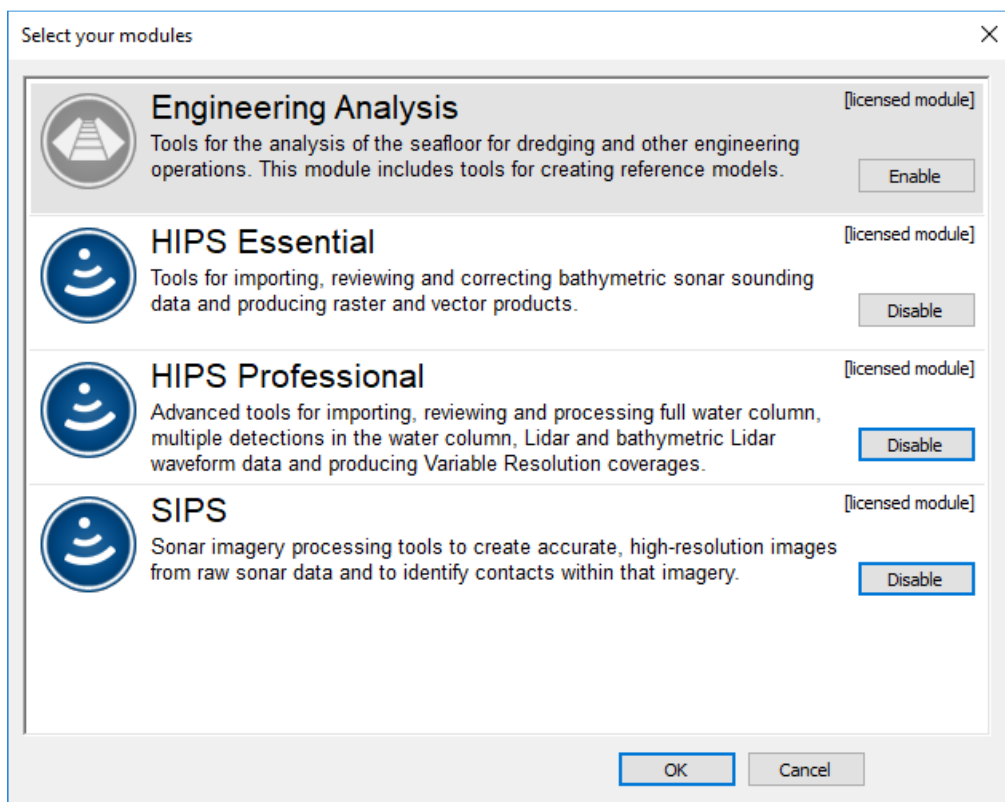 Select your modules
Engineering Analysis
[licensed module]
Tools for the analysis of the seafloor for dredging and other engineering
operations. This module includes tools for creating reference models.
Enable
HIPS Essential
[licensed module]
Tools for importing, reviewing and correcting bathymetric sonar sounding
data and producing raster and vector products.
Disable
HIPS Professional
[licensed module]
Advanced tools for importing, reviewing and processing full water column,
multiple detections in the water column, Lidar and bathymetric Lidar
waveform data and producing Variable Resolution coverages.
Disable
SIPS
[licensed module]
Sonar imagery processing tools to create accurate, high-resolution images
from raw sonar data and to identify contacts within that imagery.
Disable
OK
Cancel